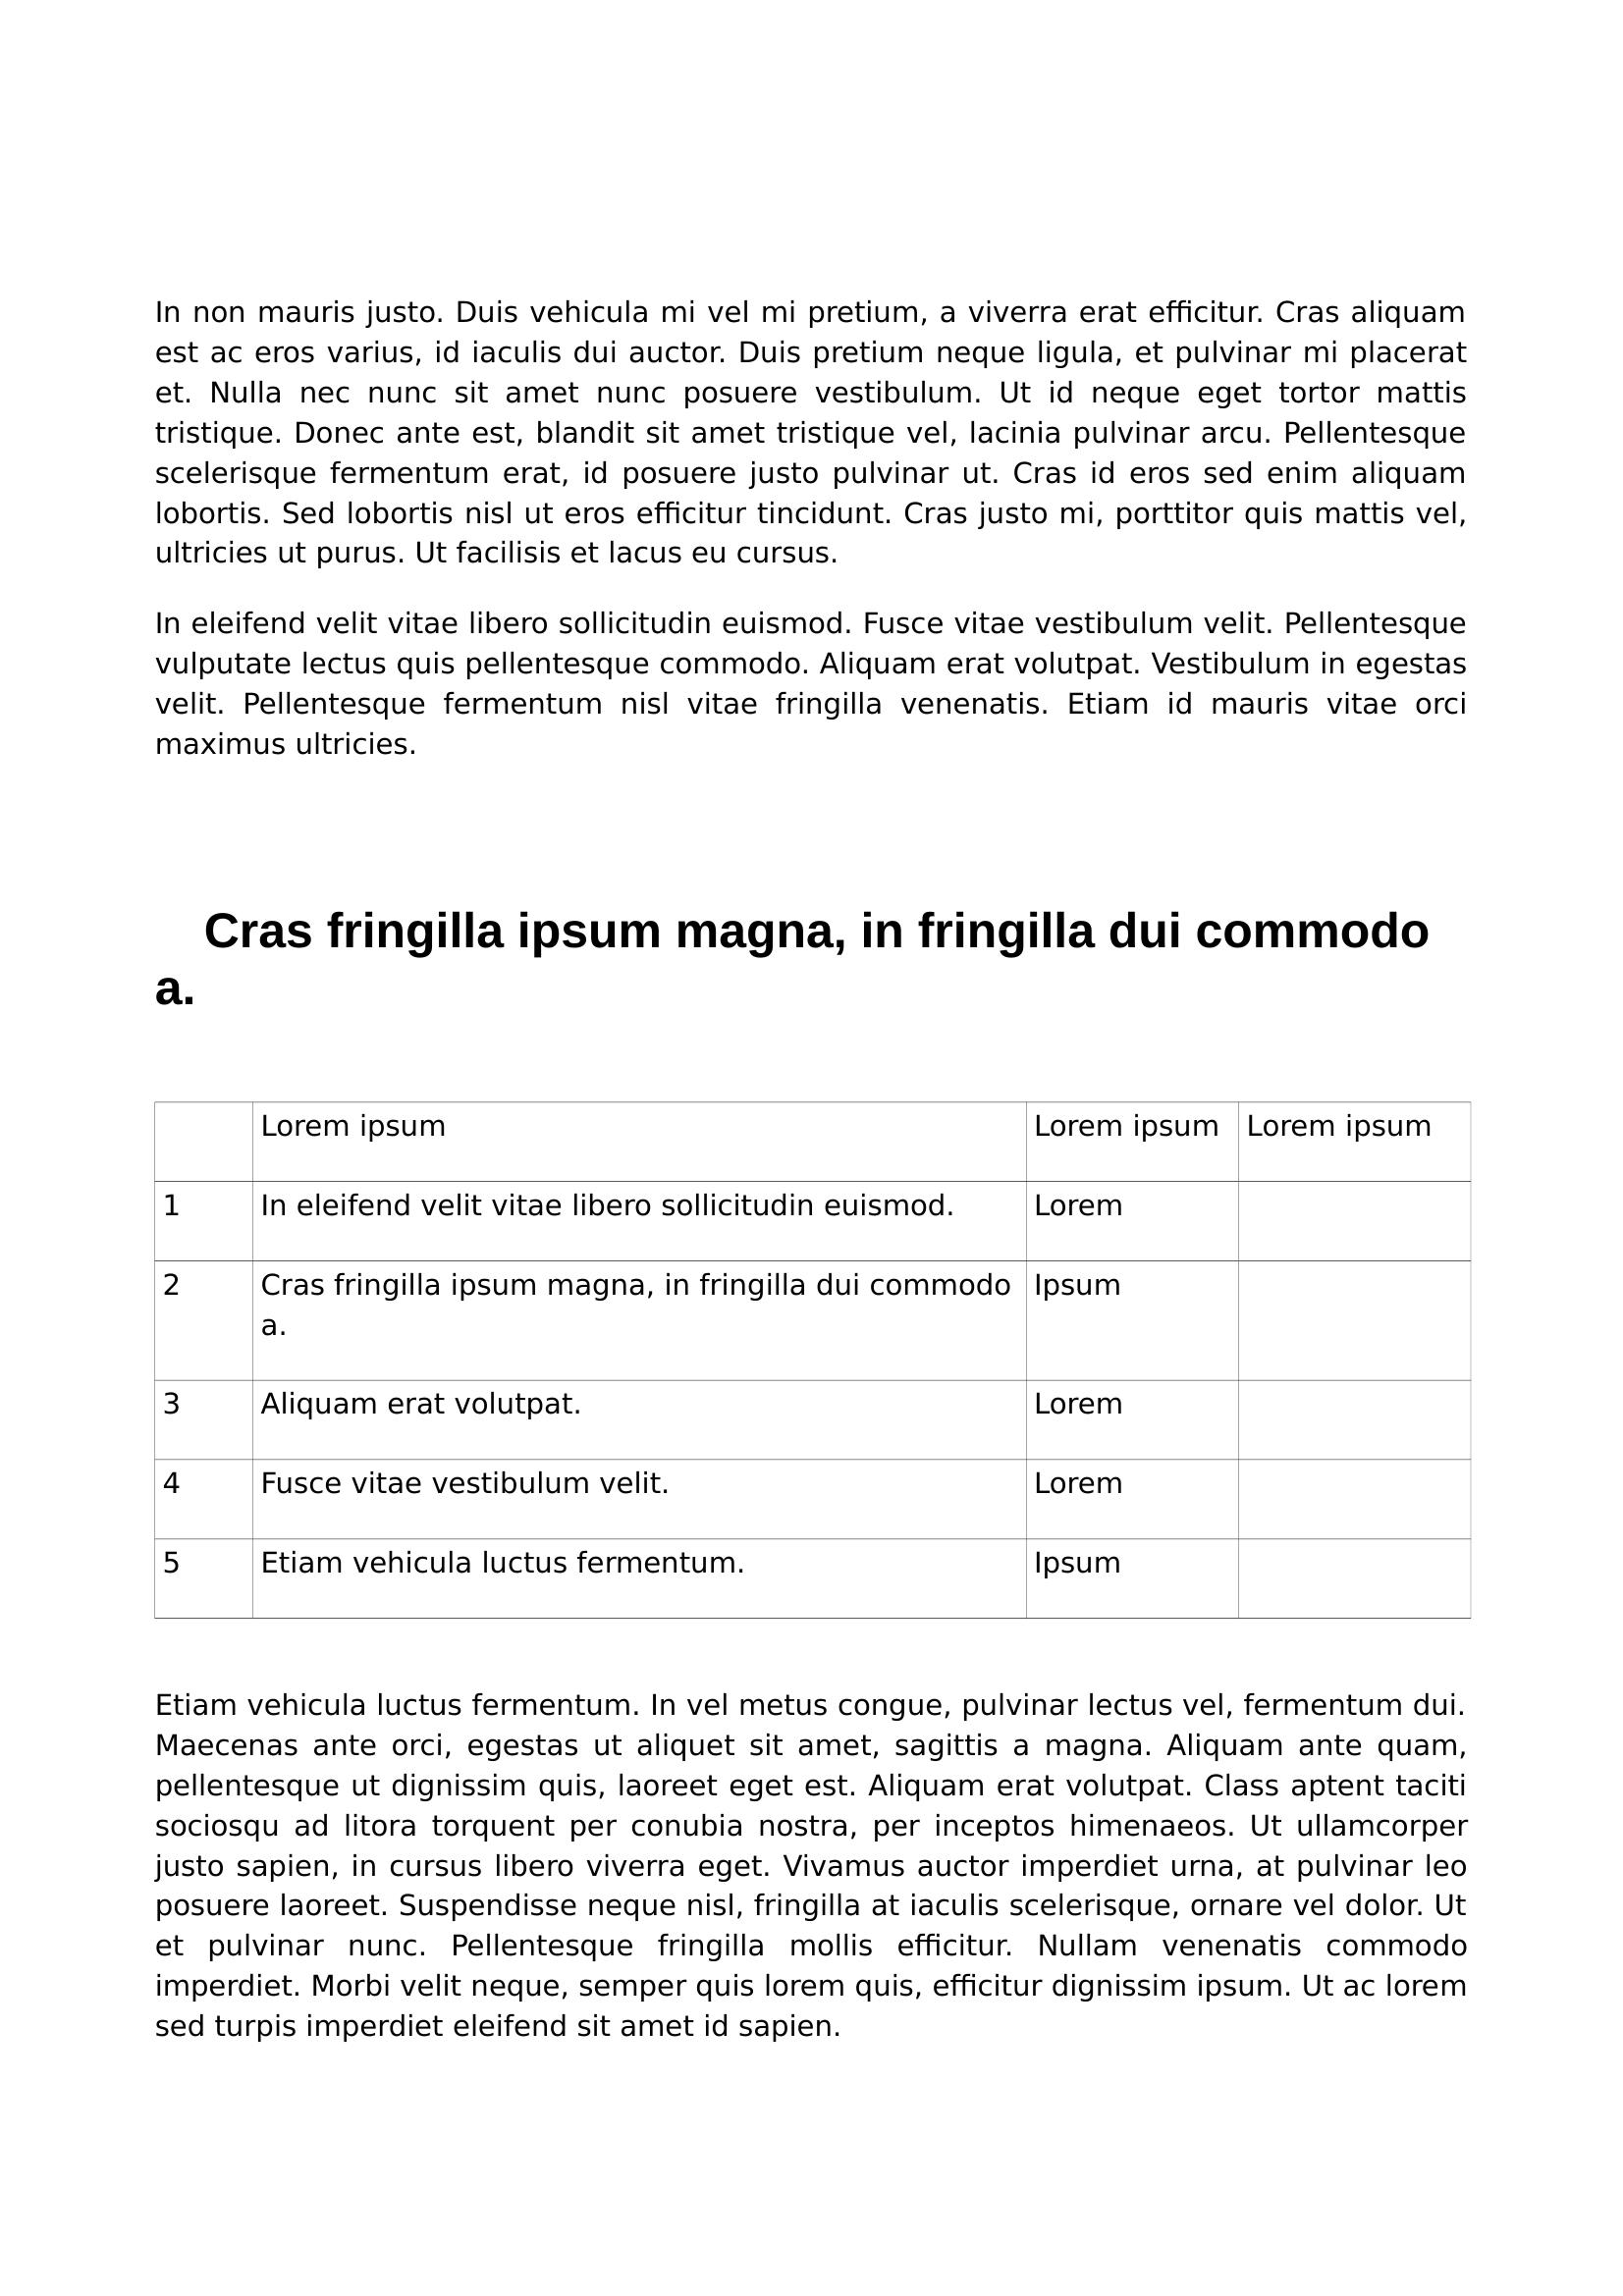 In non mauris justo. Duis vehicula mi vel mi pretium, a viverra erat efficitur. Cras aliquam
est ac eros varius, id iaculis dui auctor. Duis pretium neque ligula, et pulvinar mi placerat
et. Nulla nec nunc sit amet nunc posuere vestibulum. Ut id neque eget tortor mattis
tristique. Donec ante est, blandit sit amet tristique vel, lacinia pulvinar arcu. Pellentesque
scelerisque fermentum erat, id posuere justo pulvinar ut. Cras id eros sed enim aliquam
lobortis. Sed lobortis nisl ut eros efficitur tincidunt. Cras justo mi, porttitor quis mattis vel,
ultricies ut purus. Ut facilisis et lacus eu cursus.
In eleifend velit vitae libero sollicitudin euismod. Fusce vitae vestibulum velit. Pellentesque
vulputate lectus quis pellentesque commodo. Aliquam erat volutpat. Vestibulum in egestas
velit. Pellentesque fermentum nisl vitae fringilla venenatis. Etiam id mauris vitae orci
maximus ultricies.
Cras fringilla ipsum magna, in fringilla dui commodo
a.
Lorem ipsum Lorem ipsum Lorem ipsum
1 In eleifend velit vitae libero sollicitudin euismod. Lorem
2 Cras fringilla ipsum magna, in fringilla dui commodo Ipsum
a.
3 Aliquam erat volutpat. Lorem
4 Fusce vitae vestibulum velit. Lorem
5 Etiam vehicula luctus fermentum. Ipsum
Etiam vehicula luctus fermentum. In vel metus congue, pulvinar lectus vel, fermentum dui.
Maecenas ante orci, egestas ut aliquet sit amet, sagittis a magna. Aliquam ante quam,
pellentesque ut dignissim quis, laoreet eget est. Aliquam erat volutpat. Class aptent taciti
sociosqu ad litora torquent per conubia nostra, per inceptos himenaeos. Ut ullamcorper
justo sapien, in cursus libero viverra eget. Vivamus auctor imperdiet urna, at pulvinar leo
posuere laoreet. Suspendisse neque nisl, fringilla at iaculis scelerisque, ornare vel dolor. Ut
et pulvinar nunc. Pellentesque fringilla mollis efficitur. Nullam venenatis commodo
imperdiet. Morbi velit neque, semper quis lorem quis, efficitur dignissim ipsum. Ut ac lorem
sed turpis imperdiet eleifend sit amet id sapien.